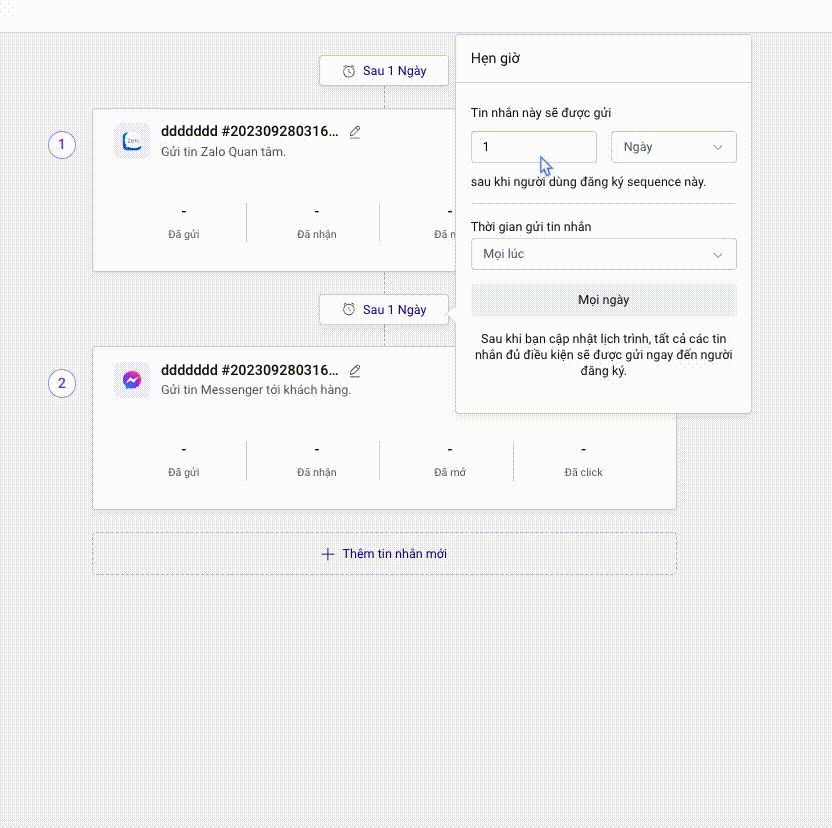 Sau 1 Ngày
1
Zalo
ddddddd #202309280316...
Gửi tin Zalo Quan tâm.
-
Đã gửi
-
Đã nhận
-
Sau 1 Ngày
2
ddddddd #202309280316...
Gửi tin Messenger tới khách hàng.
-
Đã gửi
-
Đã nhận
-
Đã mở
-
Đã click
Thêm tin nhắn mới
Hẹn giờ
Tin nhắn này sẽ được gửi
1
Ngày
sau khi người dùng đăng ký sequence này.
Thời gian gửi tin nhắn
Mọi lúc
Mọi ngày
Sau khi bạn cập nhật lịch trình, tất cả các tin
nhắn đủ điều kiện sẽ được gửi ngay đến người
đăng ký.